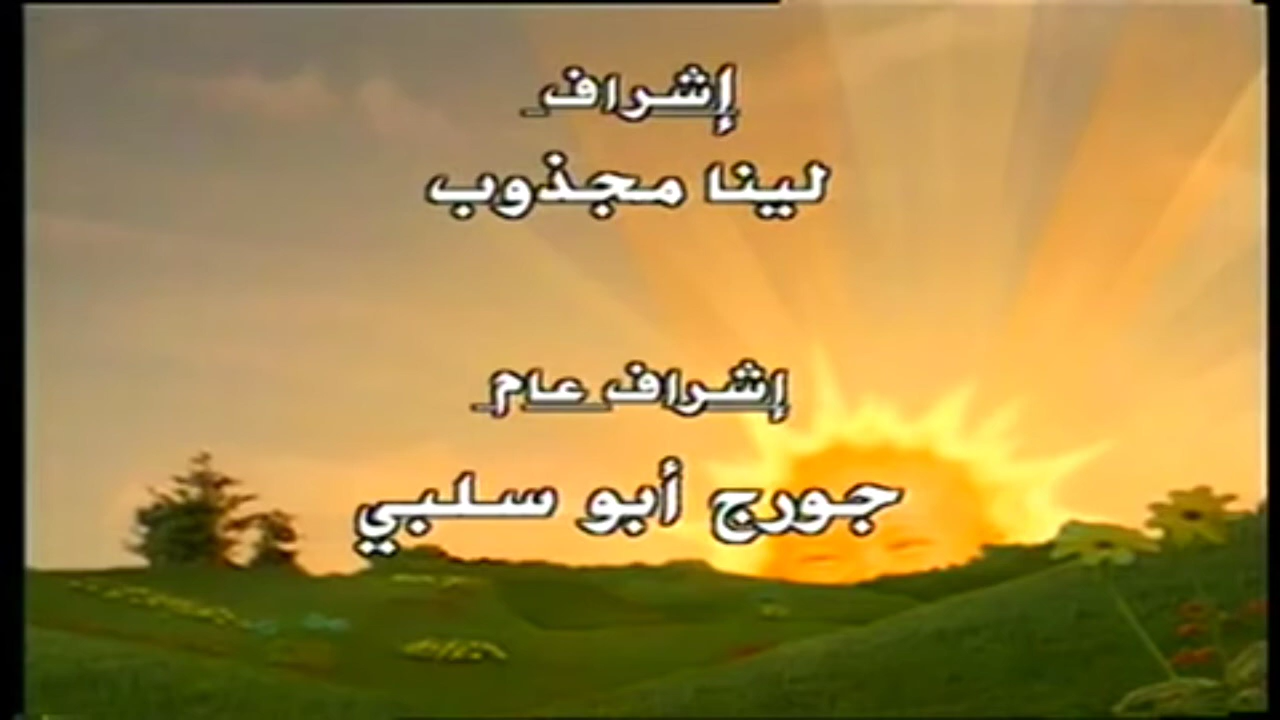 إشراف
لينا مجذوب
إشراف عام
جورج أبو سلبي